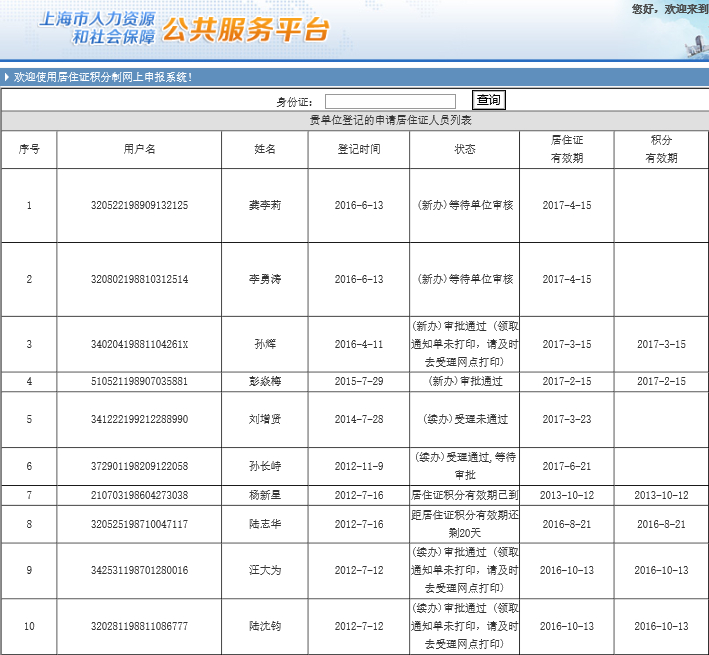 您好，欢迎来到
上海市人力资源
和社会保障
公共服务平台
欢迎使用居住证积分制网上申报系统!
身份证: 查询
贵单位登记的申请居住证人员列表
序号 用户名 姓名 登记时间 状态 居住证 积分
有效期 有效期
1 320522198909132125 龚李莉 2016-6-13 (新办)等待单位审核 2017-4-15
2 320802198810312514 李勇涛 2016-6-13 (新办)等待单位审核 2017-4-15
(新办)审批通过 (领取
3 34020419881104261X 孙辉 2016-4-11 通知单未打印，请及时 2017-3-15 2017-3-15
去受理网点打印)
4 510521198907035881 彭焱梅 2015-7-29 (新办)审批通过 2017-2-15 2017-2-15
5 341222199212288990 刘增贤 2014-7-28 (续办)受理未通过 2017-3-23
(续办)受理通过,等待
6 372901198209122058 孙长峙 2012-11-9 2017-6-21
审批
7 210703198604273038 杨新星 2012-7-16 居住证积分有效期已到 2013-10-12 2013-10-12
距居住证积分有效期还
8 320525198710047117 陆志华 2012-7-16 2016-8-21 2016-8-21
剩20天
(续办)审批通过 (领取
9 342531198701280016 汪大为 2012-7-12 通知单未打印，请及时 2016-10-13 2016-10-13
去受理网点打印)
(续办)审批通过 (领取
10 320281198811086777 陆沈钧 2012-7-12 通知单未打印，请及时 2016-10-13 2016-10-13
去受理网点打印)